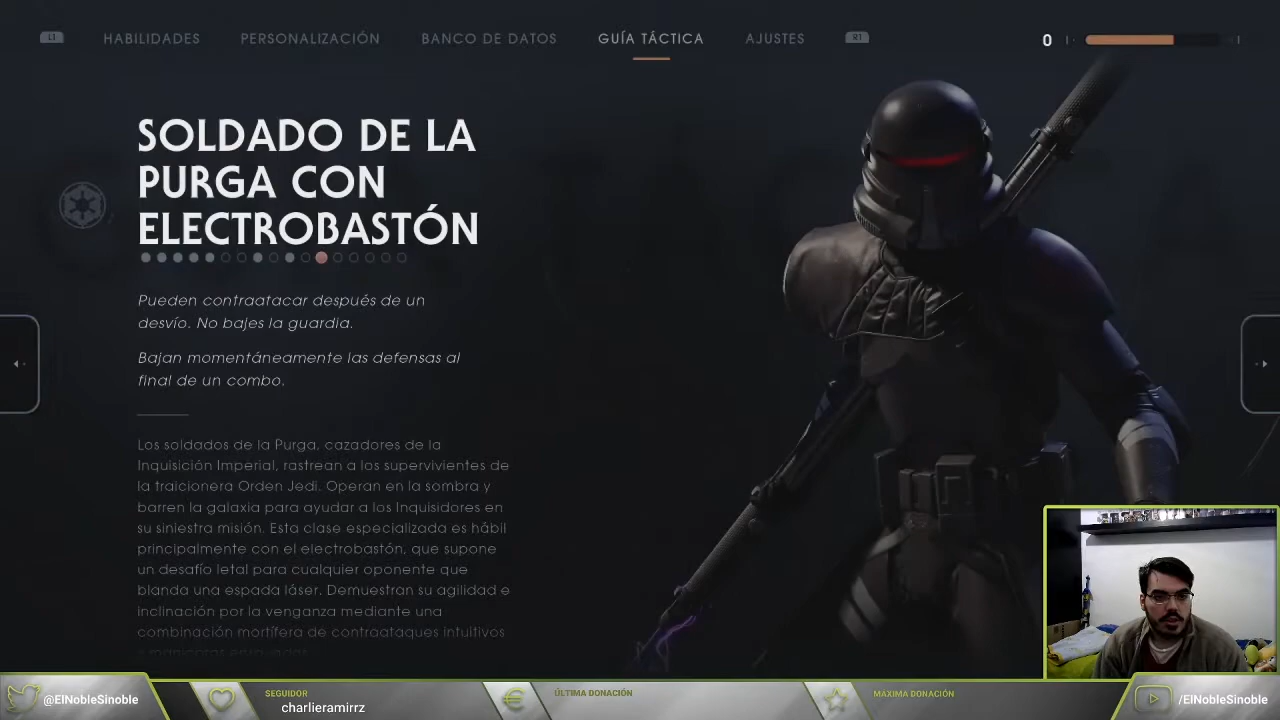 L1
HABILIDADES
PERSONALIZACIÓN
BANCO DE DATOS
GUÍA TÁCTICA
AJUSTES
R1
0
SOLDADO DE LA
PURGA CON
ELECTROBASTÓN
Pueden contraatacar después de un
desvío. No bajes la guardia.
Bajan momentáneamente las defensas al
final de un combo.
Los soldados de la Purga, cazadores de la
Inquisición Imperial, rastrean a los supervivientes de
la traicionera Orden Jedi. Operan en la sombra y
barren la galaxia para ayudar a los Inquisidores en
su siniestra misión. Esta clase especializada es hábil
principalmente con el electrobastón, que supone
un desafío letal para cualquier oponente que
blanda una espada láser. Demuestran su agilidad e
inclinación por la venganza mediante una
combinación mortífera de contraataques intuitivos
@ElNobleSinoble
SEGUIDOR
charlieramirrz
ÚLTIMA DONACIÓN
MÁXIMA DONACIÓN
/ElNobleSinoble